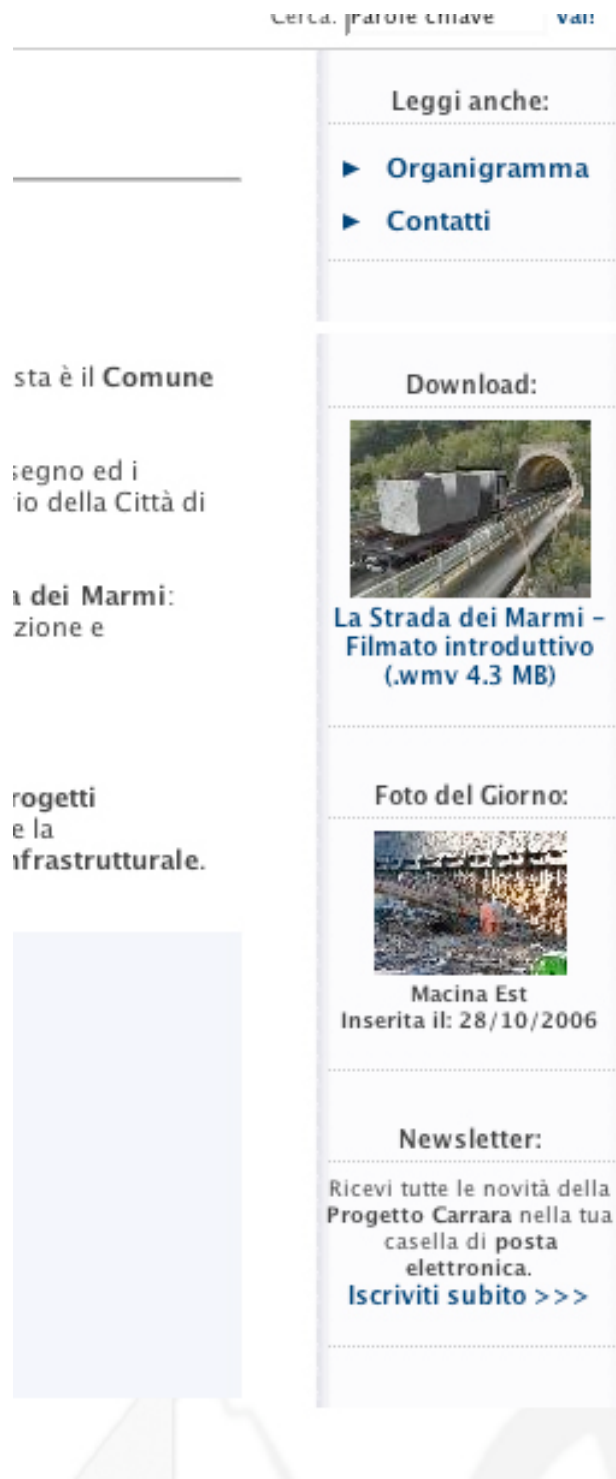 Cerca: Parole chiave Vai!
sta è il Comune
segno ed i
rio della Città di
a dei Marmi:
zione e
rogetti
e la
nfrastrutturale.
Leggi anche:
► Organigramma
► Contatti
Download:
La Strada dei Marmi –
Filmato introduttivo
(.wmv 4.3 MB)
Foto del Giorno:
Macina Est
Inserita il: 28/10/2006
Newsletter:
Ricevi tutte le novità della
Progetto Carrara nella tua
casella di posta
elettronica.
Iscriviti subito >>>